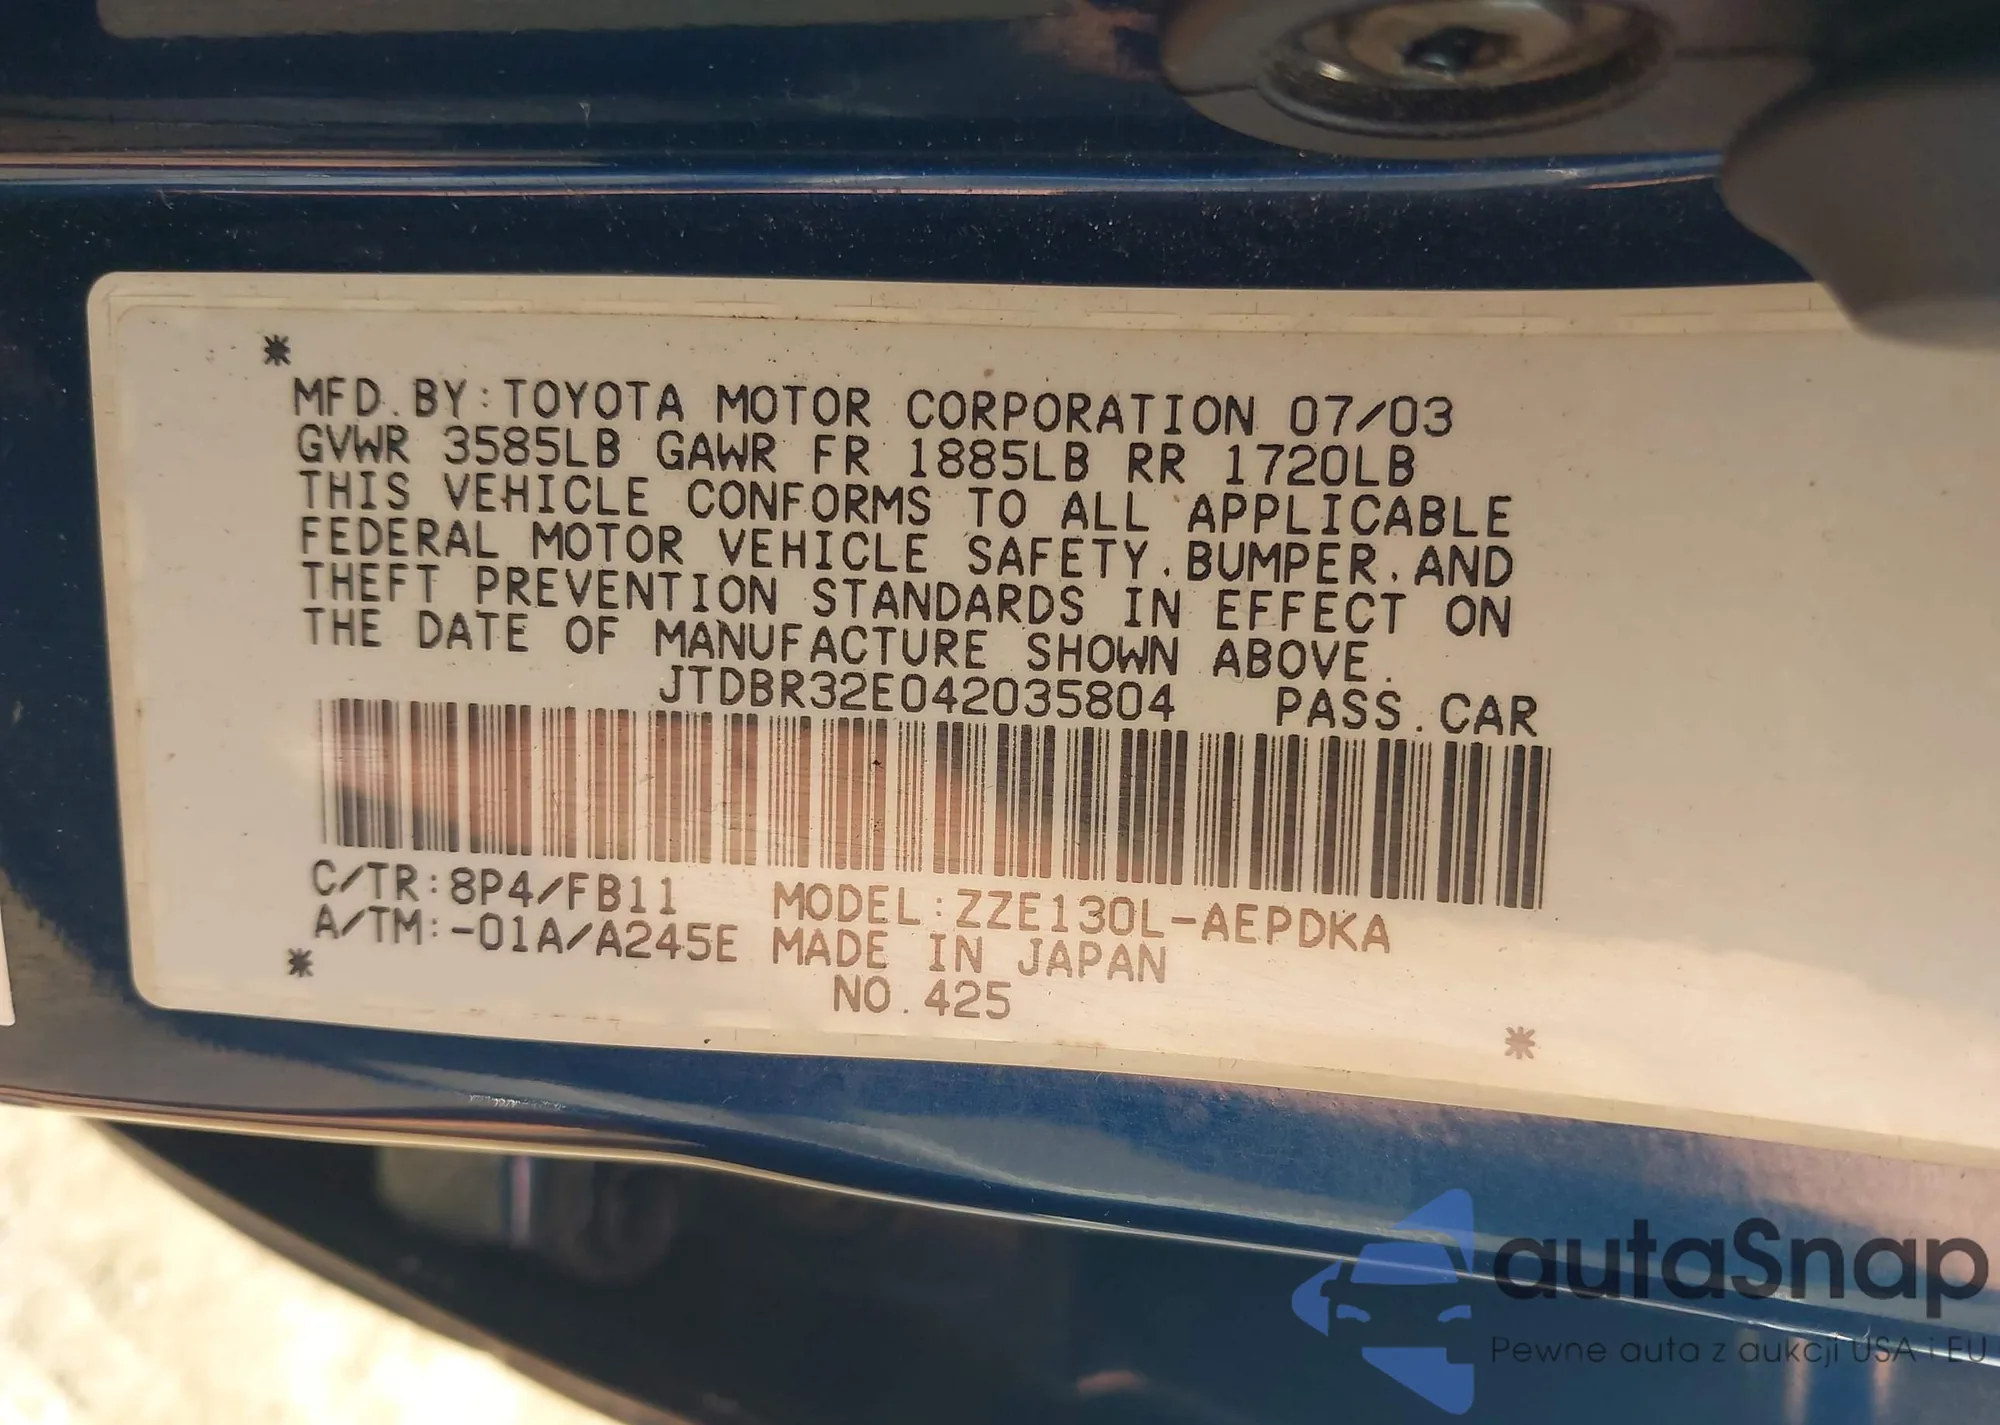 *
MFD.BY:TOYOTA MOTOR CORPORATION 07/03
GVWR 3585LB GAWR FR 1885LB RR 1720LB
THIS VEHICLE CONFORMS TO ALL APPLICABLE
FEDERAL MOTOR VEHICLE SAFETY,BUMPER,AND
THEFT PREVENTION STANDARDS IN EFFECT ON
THE DATE OF MANUFACTURE SHOWN ABOVE.
JTDBR32E042035804 PASS.CAR
C/TR:8P4/FB11 MODEL:ZZE130L-AEPDKA
A/TM:-01A/A245E MADE IN JAPAN
* NO.425
*
autaSnap
Pewne auta z aukcji USA i EU